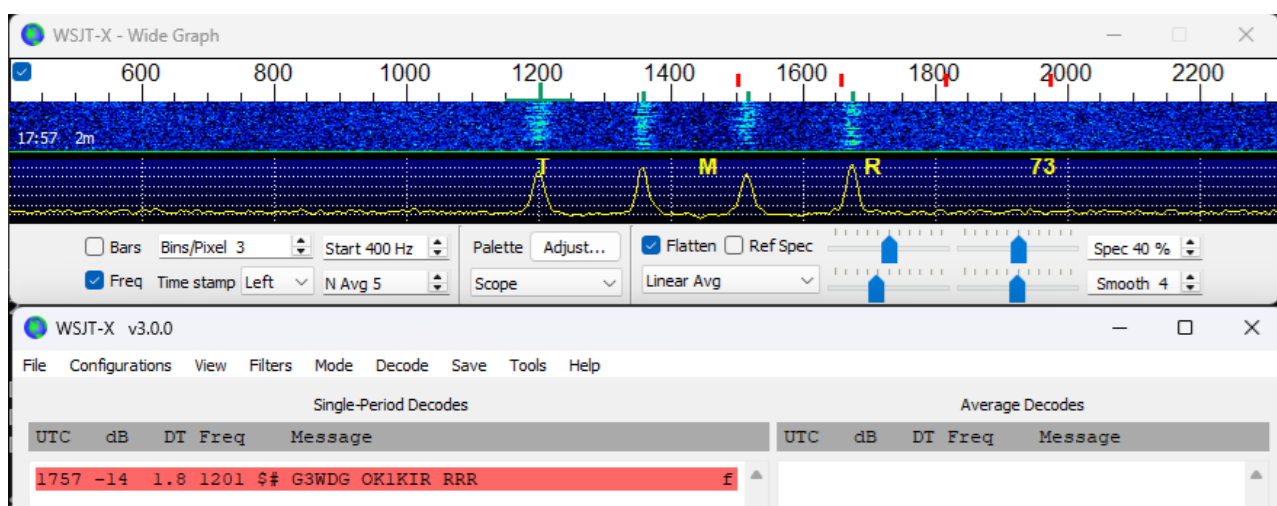 WSJT-X - Wide Graph
600 800 1000 1200 1400 1600 1800 2000 2200
17:57 2m
T M R 73
Bars Bins/Pixel 3 Start 400 Hz Palette Adjust... Flatten Ref Spec Spec 40 %
Freq Time stamp Left N Avg 5 Scope Linear Avg Smooth 4
WSJT-X v3.0.0
File Configurations View Filters Mode Decode Save Tools Help
Single-Period Decodes Average Decodes
UTC dB DT Freq Message UTC dB DT Freq Message
1757 -14 1.8 1201 $# G3WDG OK1KIR RRR f